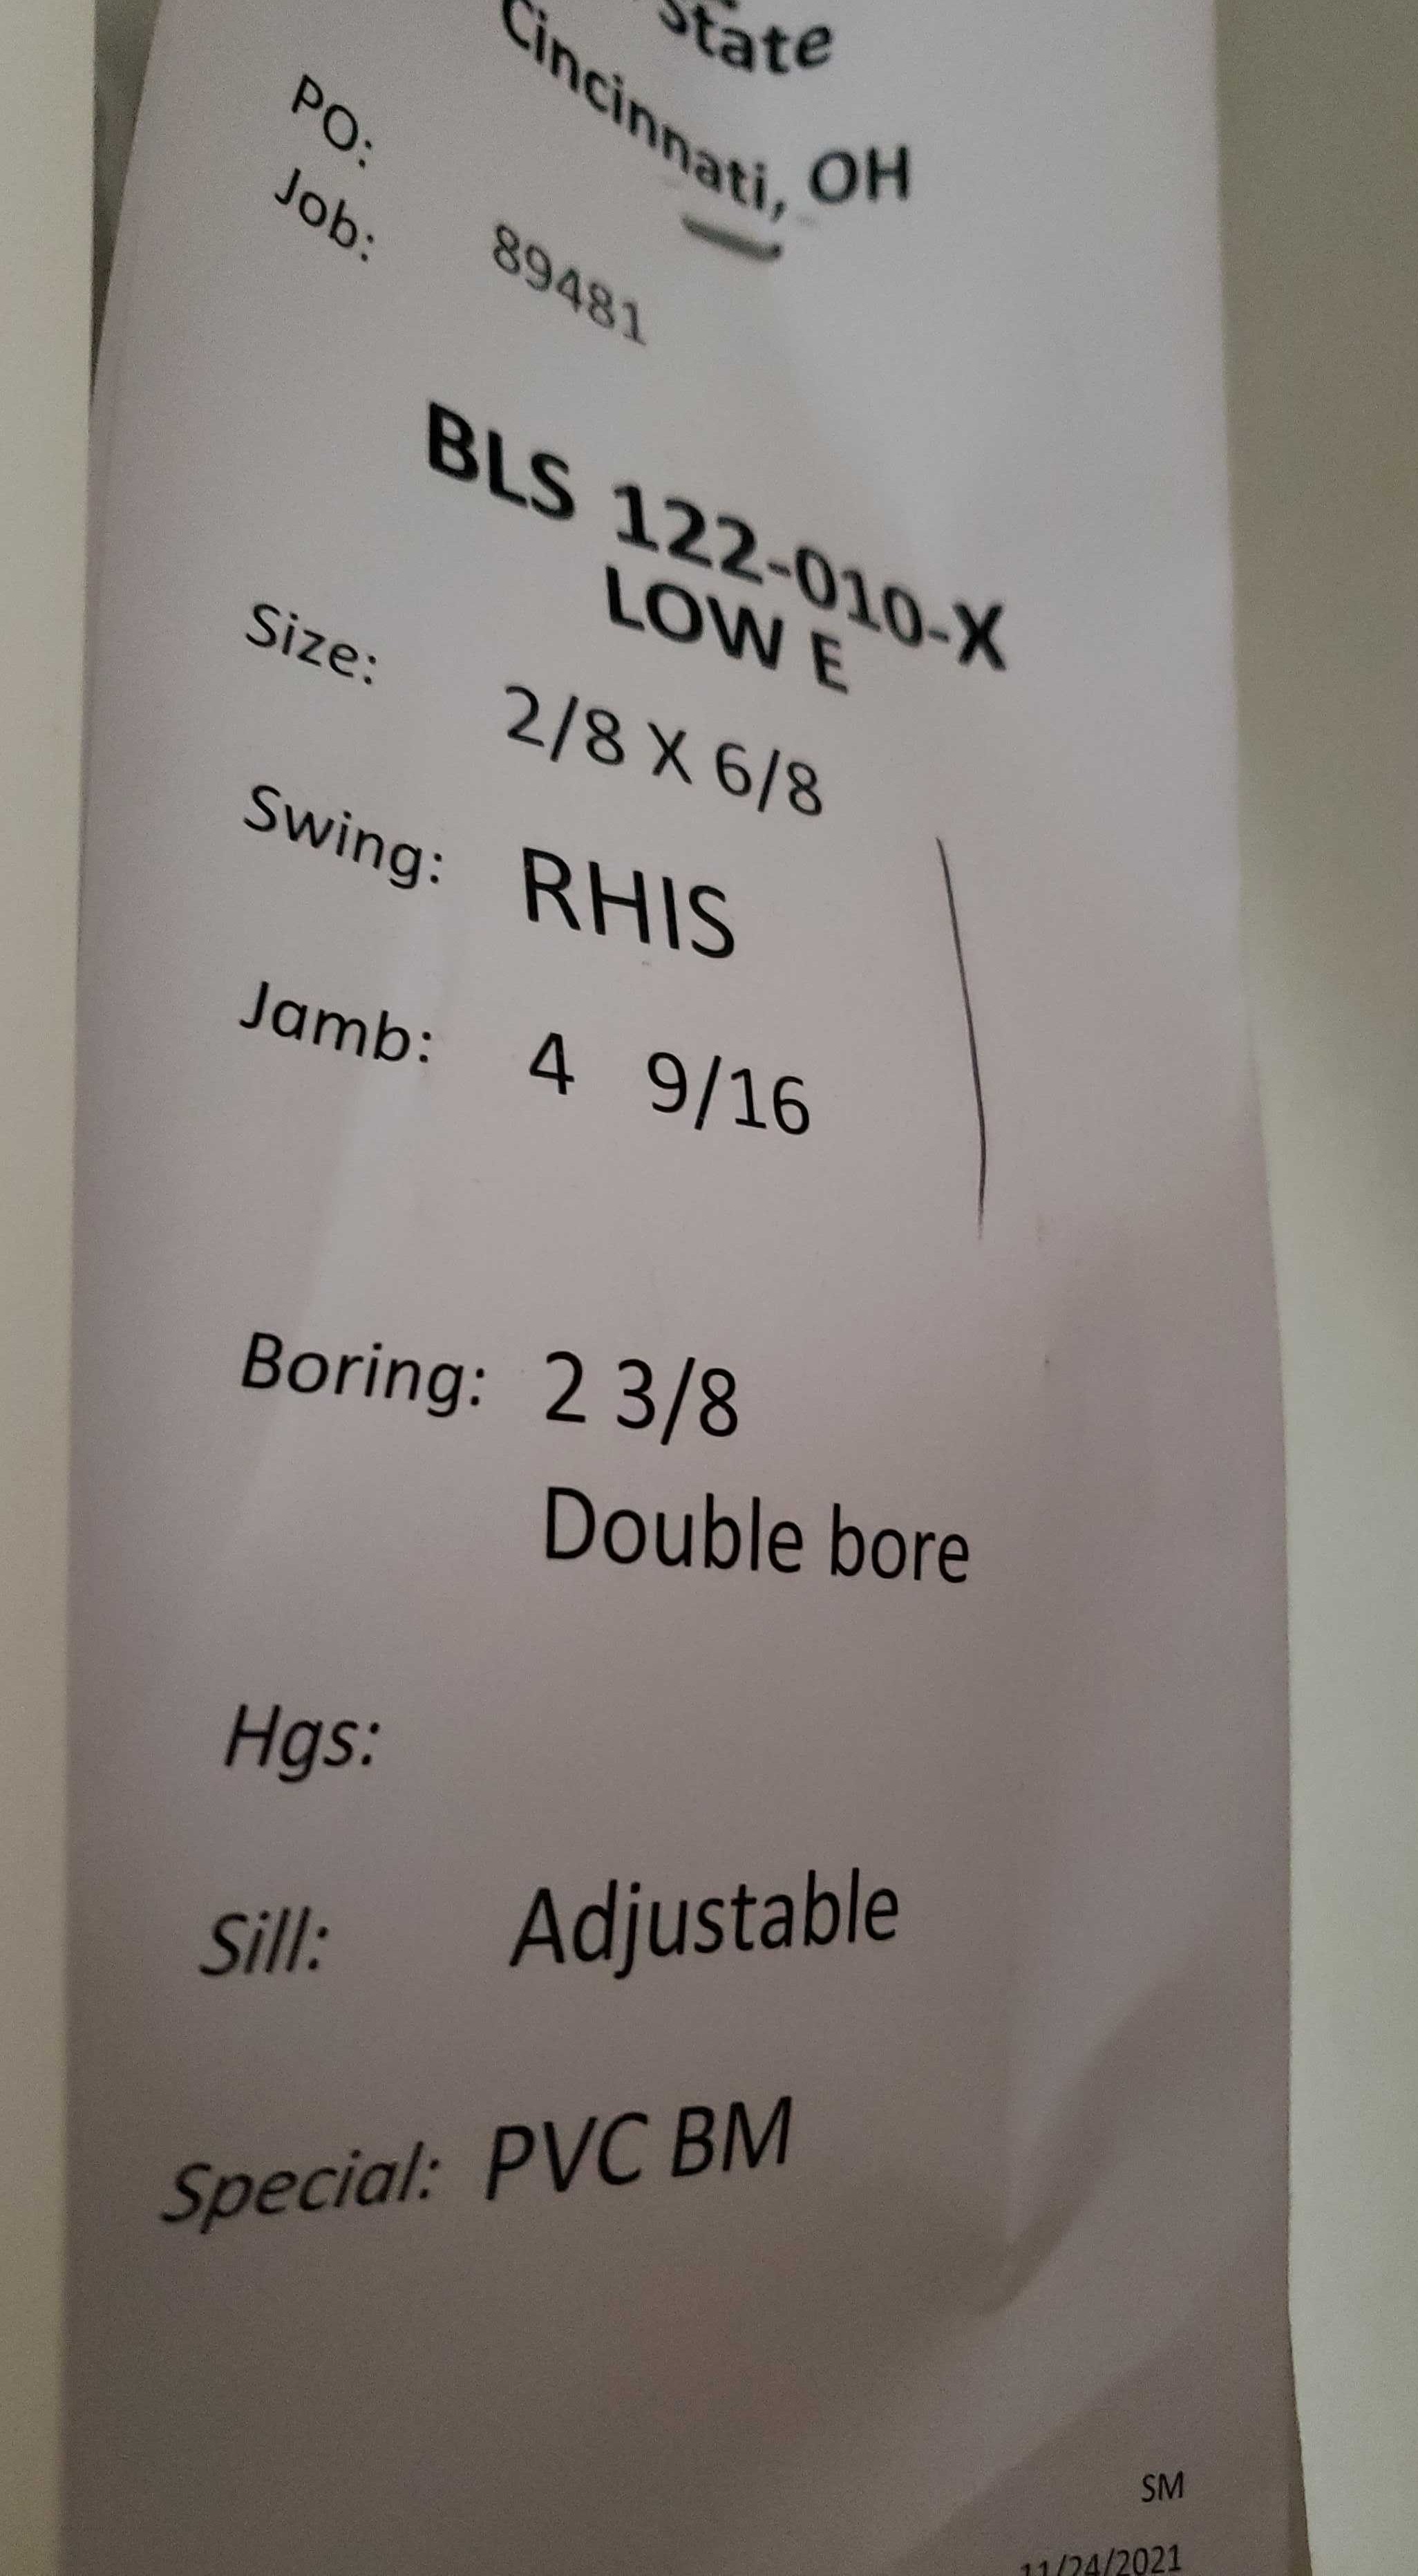 State
Cincinnati, OH
PO:
Job: 89481
BLS 122-010-X
LOW E
Size: 2/8 X 6/8
Swing: RHIS
Jamb: 4 9/16
Boring: 2 3/8
Double bore
Hgs:
Sill: Adjustable
Special: PVC BM
SM
11/24/2021